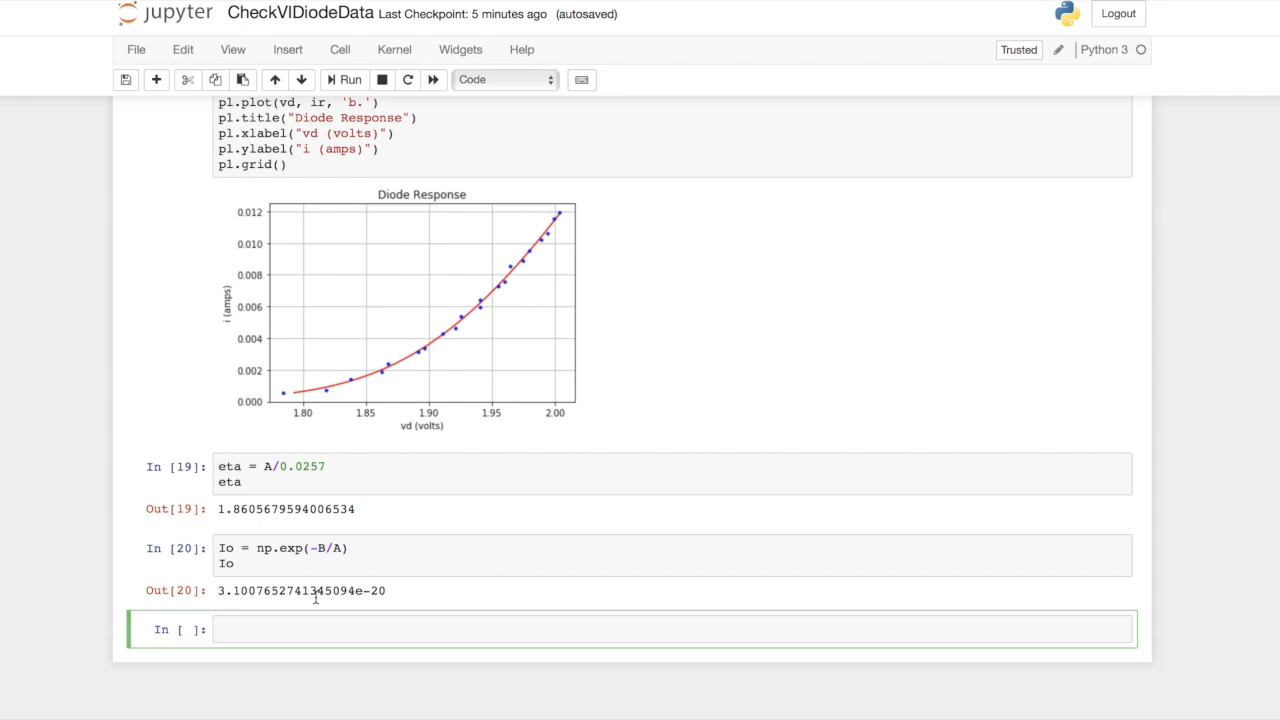 jupyter CheckVIDiodeData Last Checkpoint: 5 minutes ago (autosaved)
Logout
File Edit View Insert Cell Kernel Widgets Help
Trusted Python 3
Run Code
pl.plot(vd, ir, 'b.')
pl.title("Diode Response")
pl.xlabel("vd (volts)")
pl.ylabel("i (amps)")
pl.grid()
Diode Response
0.012
0.010
0.008
0.006
0.004
0.002
0.000
i (amps)
1.80 1.85 1.90 1.95 2.00
vd (volts)
In [19]: eta = A/0.0257
eta
Out[19]: 1.8605679594006534
In [20]: Io = np.exp(-B/A)
Io
Out[20]: 3.1007652741345094e-20
In [ ]: